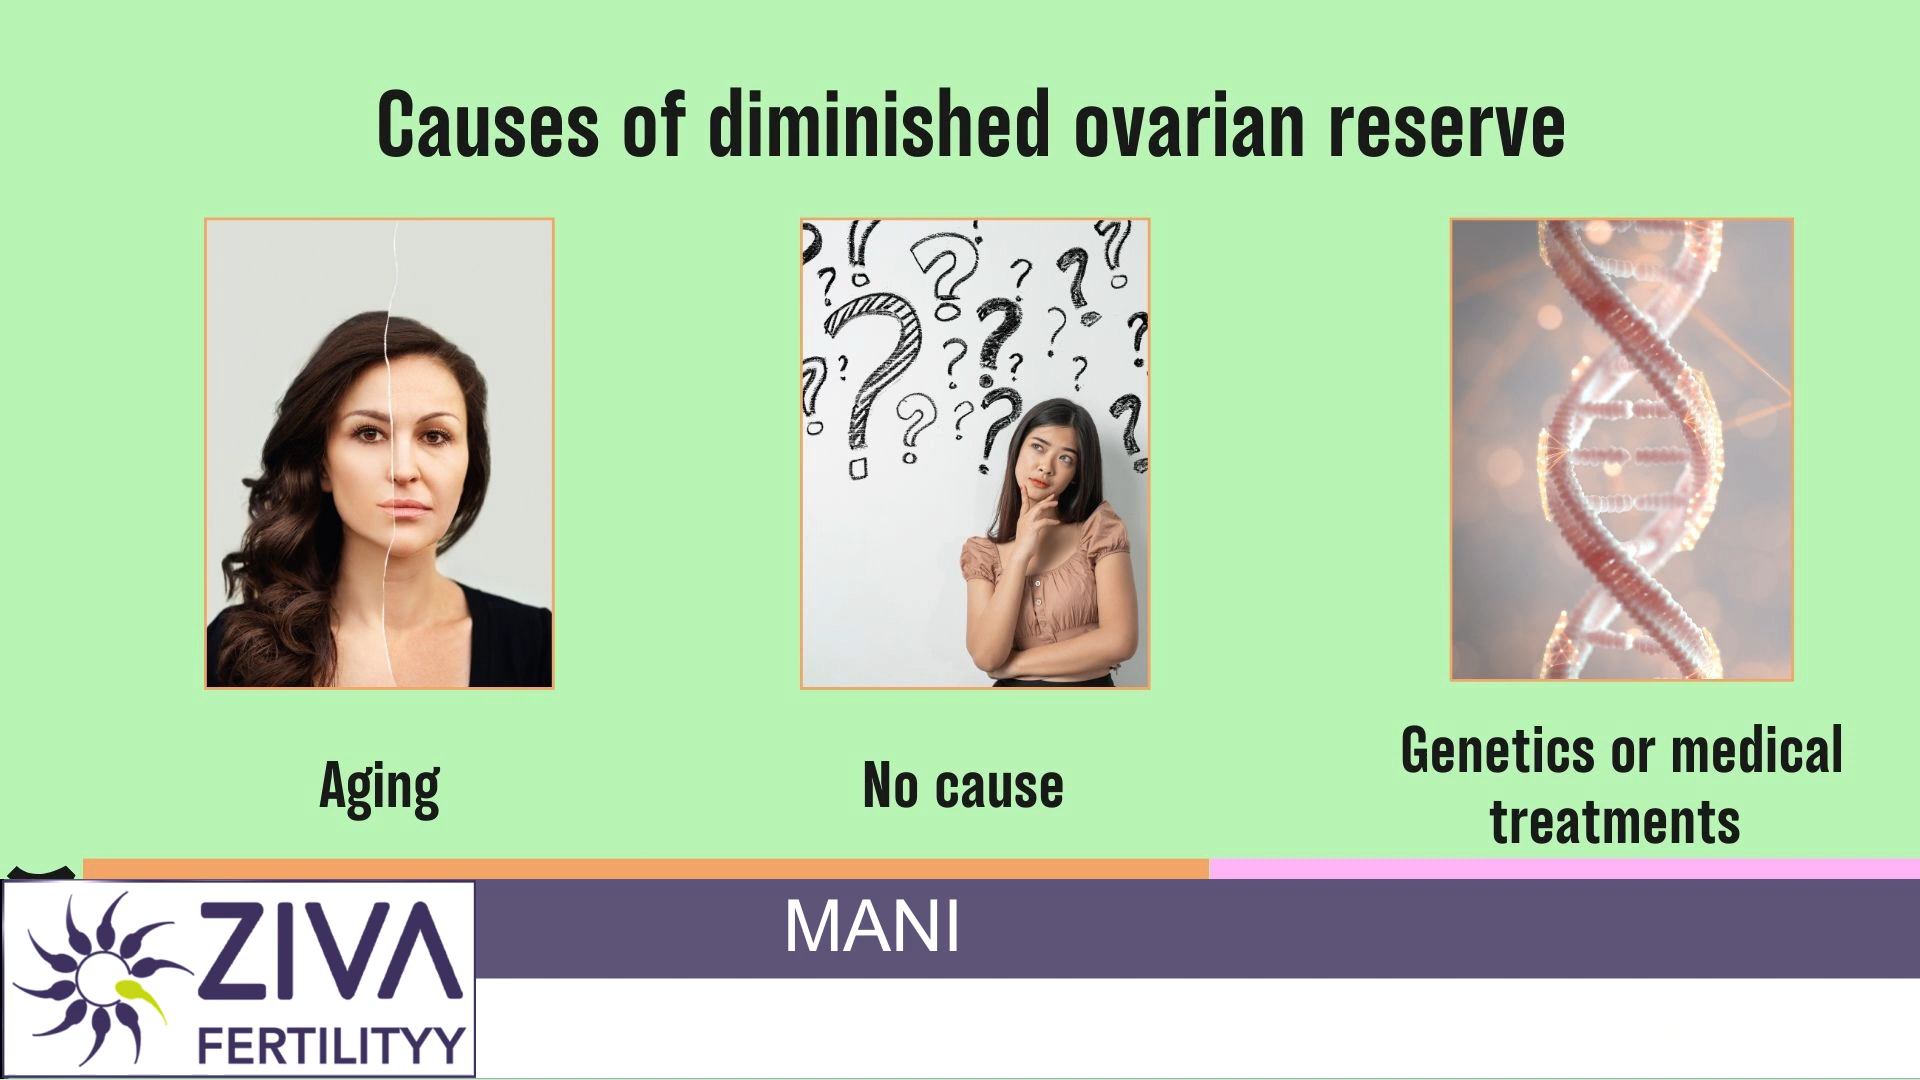 Causes of diminished ovarian reserve
Aging
No cause
Genetics or medical
treatments
MANI
ZIVA
FERTILITYY